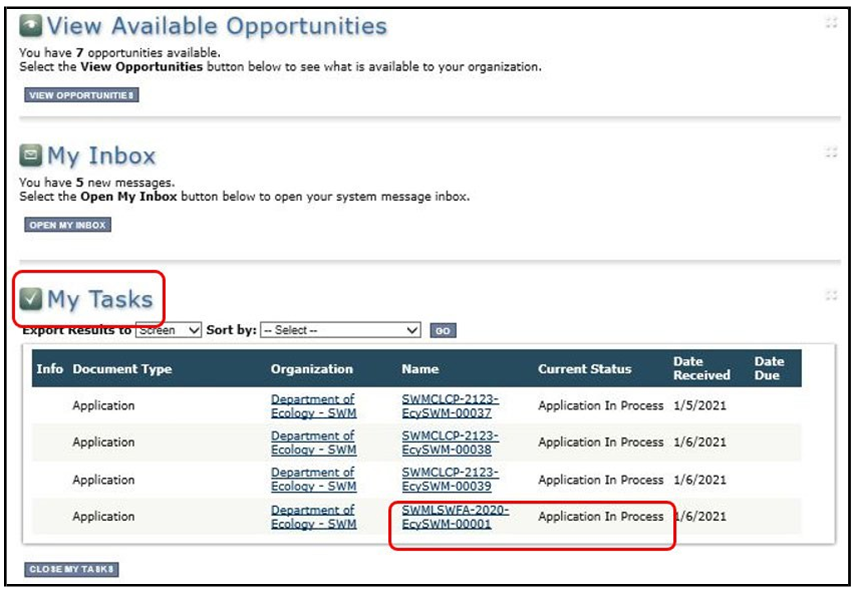 View Available Opportunities
You have 7 opportunities available.
Select the View Opportunities button below to see what is available to your organization.
VIEW OPPORTUNITIES
My Inbox
You have 5 new messages.
Select the Open My Inbox button below to open your system message inbox.
OPEN MY INBOX
My Tasks
Export Results to Screen Sort by: -- Select -- GO
Info Document Type Organization Name Current Status Date Received Date Due
Application Department of Ecology - SWM SWMCLCP-2123-EcySWM-00037 Application In Process 1/5/2021
Application Department of Ecology - SWM SWMCLCP-2123-EcySWM-00038 Application In Process 1/6/2021
Application Department of Ecology - SWM SWMCLCP-2123-EcySWM-00039 Application In Process 1/6/2021
Application Department of Ecology - SWM SWMLSWFA-2020-EcySWM-00001 Application In Process 1/6/2021
CLOSE MY TASKS